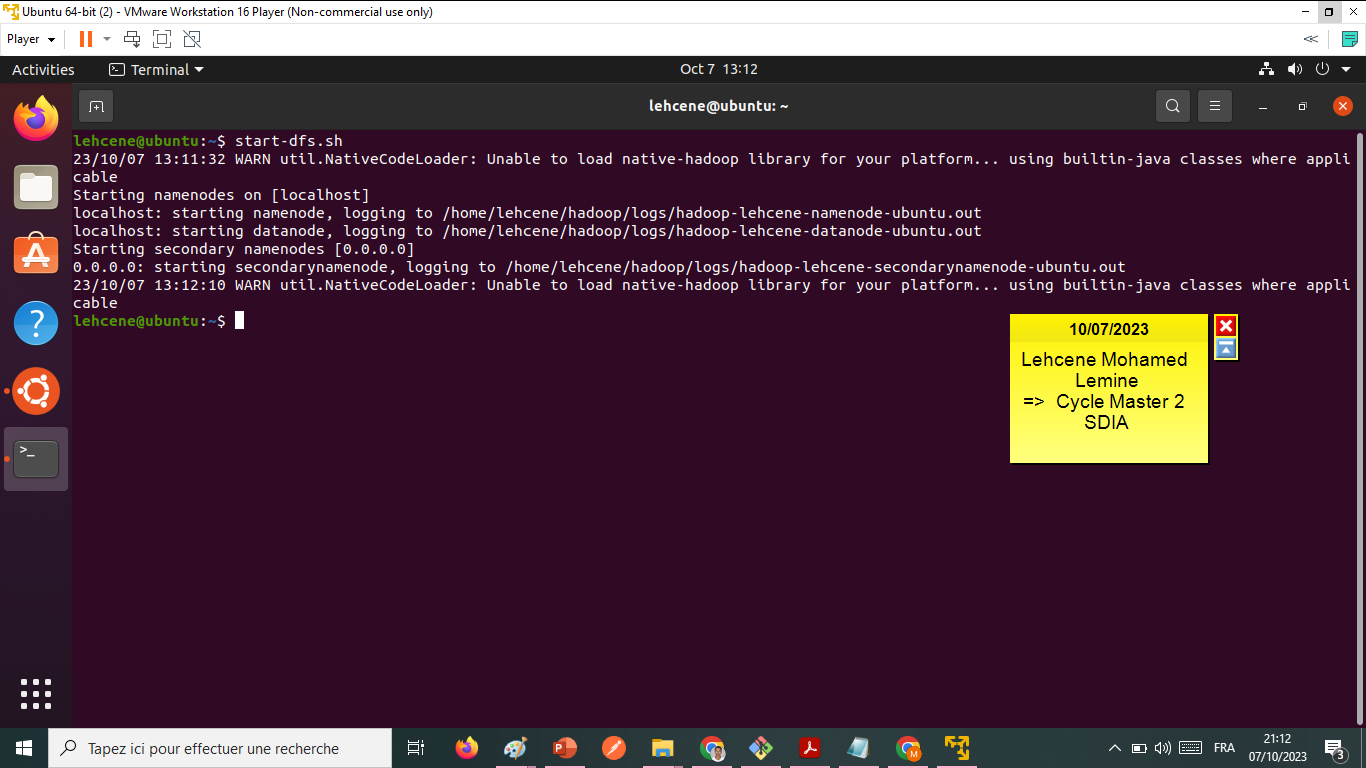 Ubuntu 64-bit (2) - VMware Workstation 16 Player (Non-commercial use only)
Player
Activities
Terminal
Oct 7 13:12
lehcene@ubuntu: ~
lehcene@ubuntu:~$ start-dfs.sh
23/10/07 13:11:32 WARN util.NativeCodeLoader: Unable to load native-hadoop library for your platform... using builtin-java classes where appli
cable
Starting namenodes on [localhost]
localhost: starting namenode, logging to /home/lehcene/hadoop/logs/hadoop-lehcene-namenode-ubuntu.out
localhost: starting datanode, logging to /home/lehcene/hadoop/logs/hadoop-lehcene-datanode-ubuntu.out
Starting secondary namenodes [0.0.0.0]
0.0.0.0: starting secondarynamenode, logging to /home/lehcene/hadoop/logs/hadoop-lehcene-secondarynamenode-ubuntu.out
23/10/07 13:12:10 WARN util.NativeCodeLoader: Unable to load native-hadoop library for your platform... using builtin-java classes where appli
cable
lehcene@ubuntu:~$
10/07/2023
Lehcene Mohamed
Lemine
=> Cycle Master 2
SDIA
Tapez ici pour effectuer une recherche
FRA
21:12
07/10/2023
3